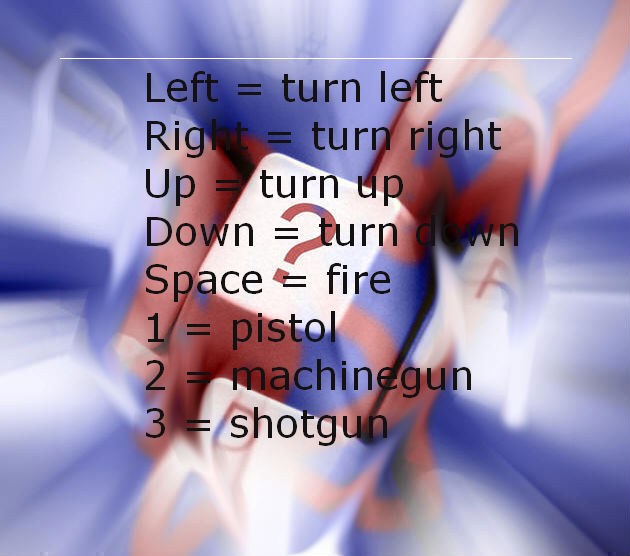 Left = turn left
Right = turn right
Up = turn up
Down = turn down
Space = fire
1 = pistol
2 = machinegun
3 = shotgun
?